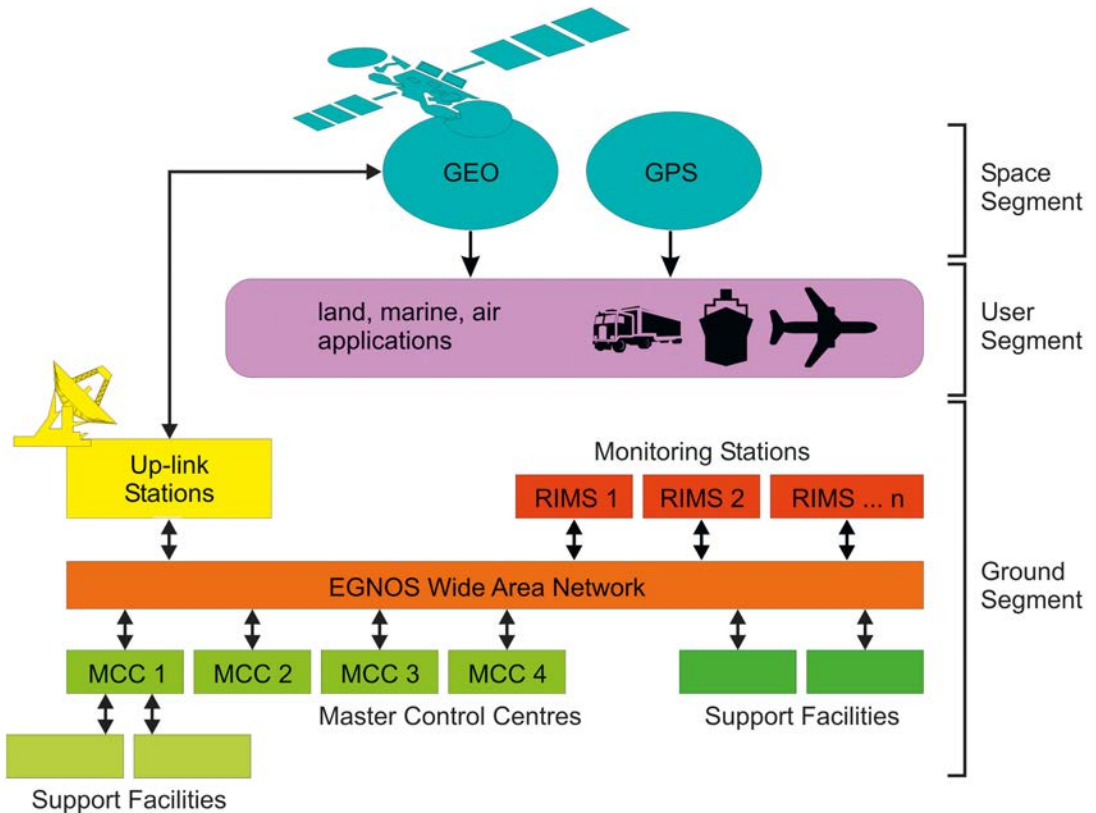 GEO
GPS
Space
Segment
land, marine, air
applications
User
Segment
Up-link
Stations
Monitoring Stations
RIMS 1
RIMS 2
RIMS ... n
EGNOS Wide Area Network
Ground
Segment
MCC 1
MCC 2
MCC 3
MCC 4
Master Control Centres
Support Facilities
Support Facilities